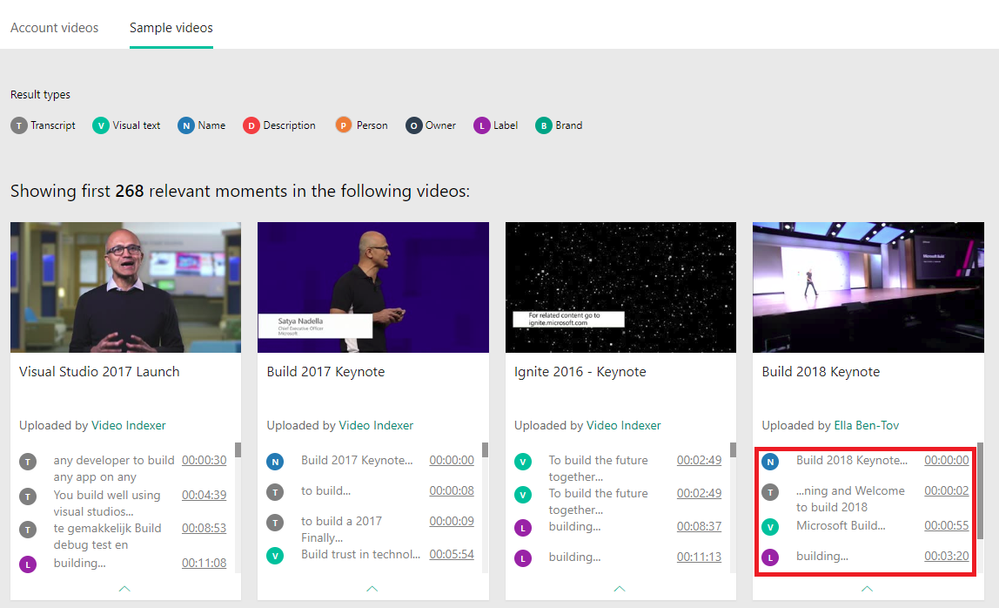 Account videos Sample videos
Result types
T Transcript V Visual text N Name D Description P Person O Owner L Label B Brand
Showing first 268 relevant moments in the following videos:
Satya Nadella
Chief Executive Officer
Microsoft
For related content go to
ignite.microsoft.com
Microsoft Build
Visual Studio 2017 Launch
Uploaded by Video Indexer
T any developer to build 00:00:30
any app on any
T You build well using 00:04:39
visual studios...
T te gemakkelijk Build 00:08:53
debug test en
L building... 00:11:08
Build 2017 Keynote
Uploaded by Video Indexer
N Build 2017 Keynote... 00:00:00
T to build... 00:00:08
T to build a 2017 00:00:09
Finally...
V Build trust in technol... 00:05:54
Ignite 2016 - Keynote
Uploaded by Video Indexer
V To build the future 00:02:49
together...
V To build the future 00:02:49
together...
L building... 00:08:37
L building... 00:11:13
Build 2018 Keynote
Uploaded by Ella Ben-Tov
N Build 2018 Keynote... 00:00:00
T ...ning and Welcome 00:00:02
to build 2018
V Microsoft Build... 00:00:55
L building... 00:03:20